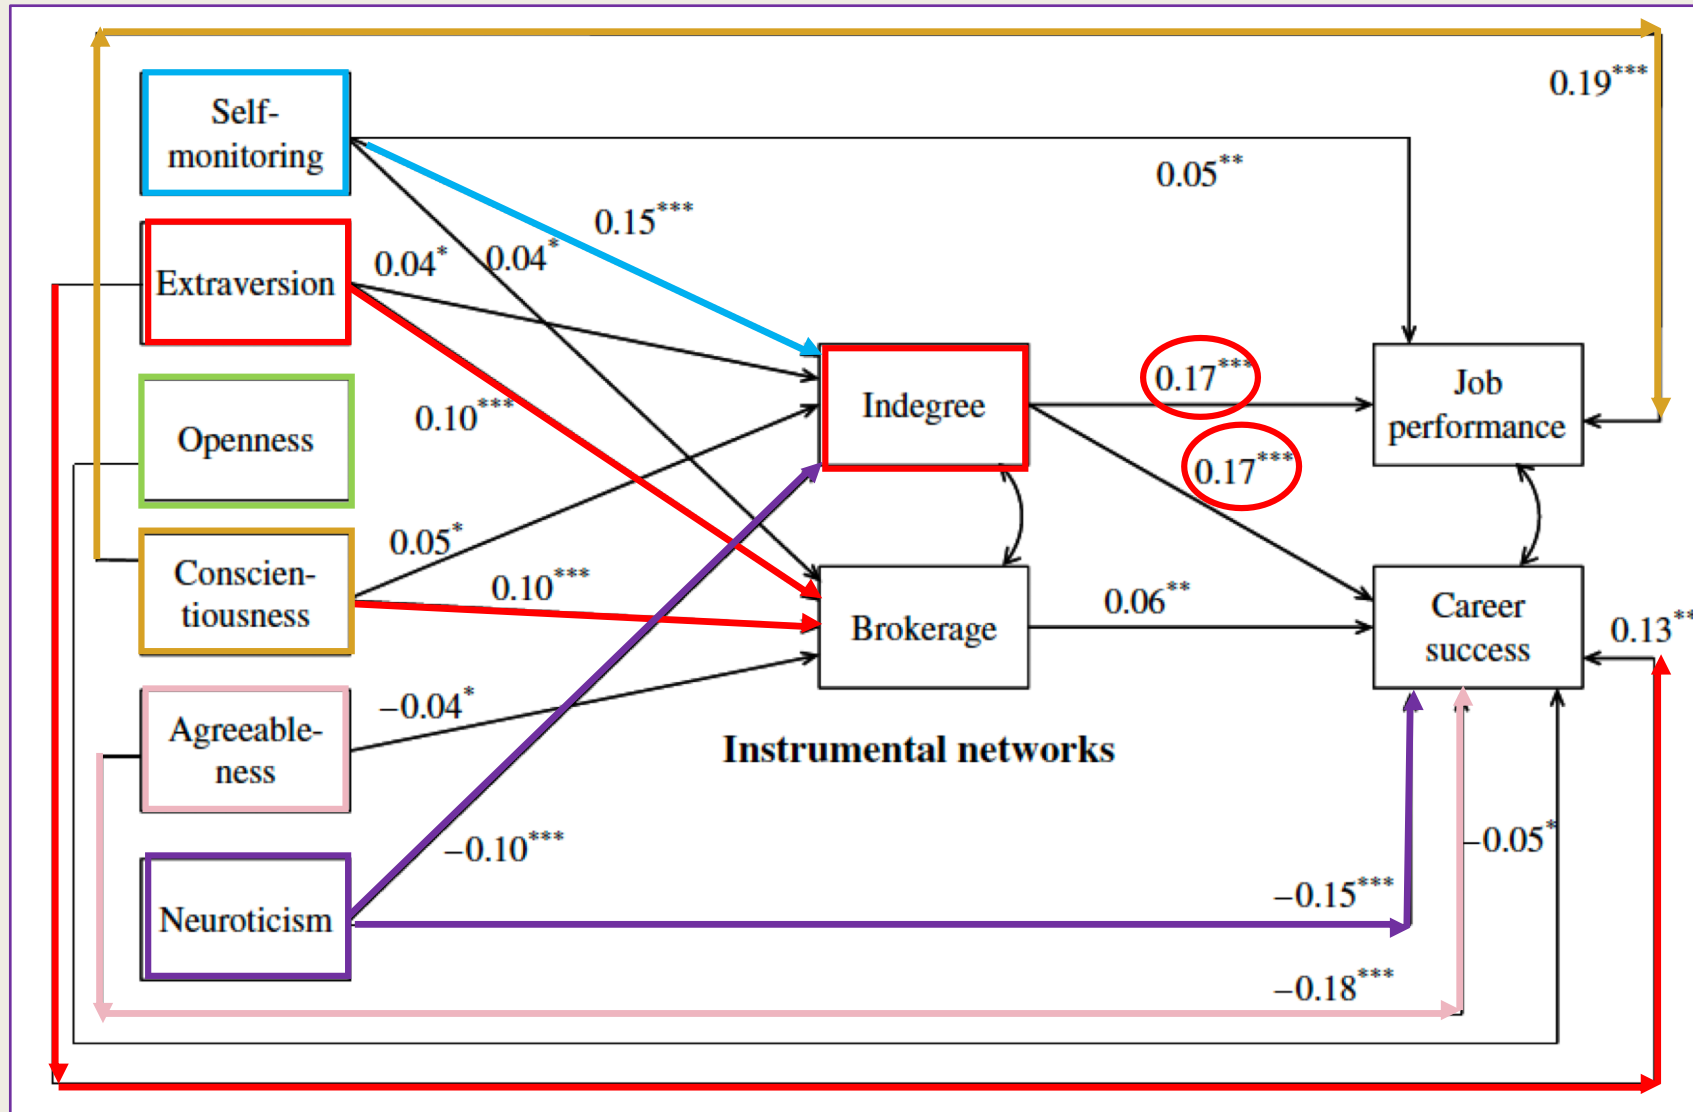 0.19***
Self-
monitoring
0.05**
0.15***
Extraversion
0.04*
0.04*
Openness
0.10***
Indegree
0.17***
0.17***
Job
performance
Conscien-
tiousness
0.05*
0.10***
Brokerage
0.06**
Career
success
0.13**
Agreeable-
ness
−0.04*
Instrumental networks
Neuroticism
−0.10***
−0.05*
−0.15***
−0.18***